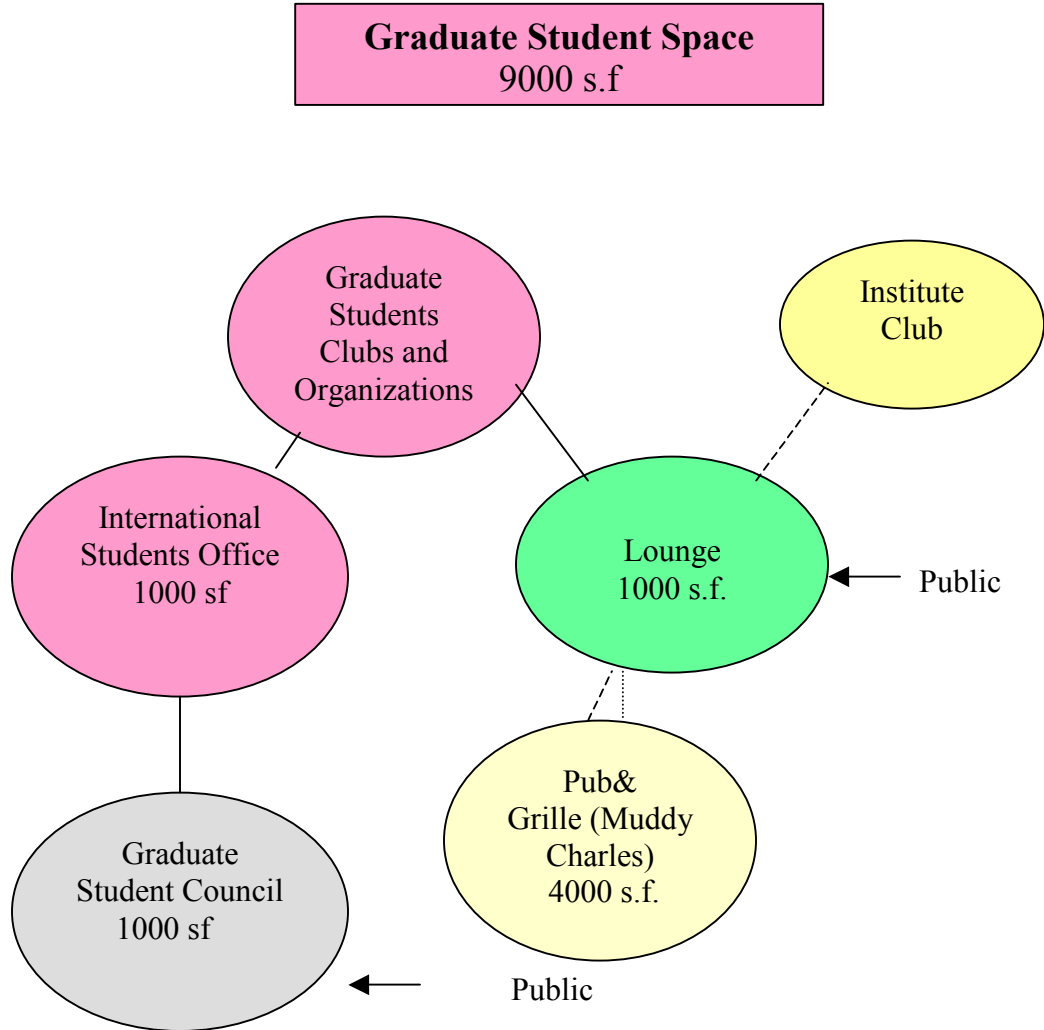 Graduate Student Space
9000 s.f
Graduate
Students
Clubs and
Organizations
Institute
Club
International
Students Office
1000 sf
Lounge
1000 s.f.
Public
Pub&
Grille (Muddy
Charles)
4000 s.f.
Graduate
Student Council
1000 sf
Public